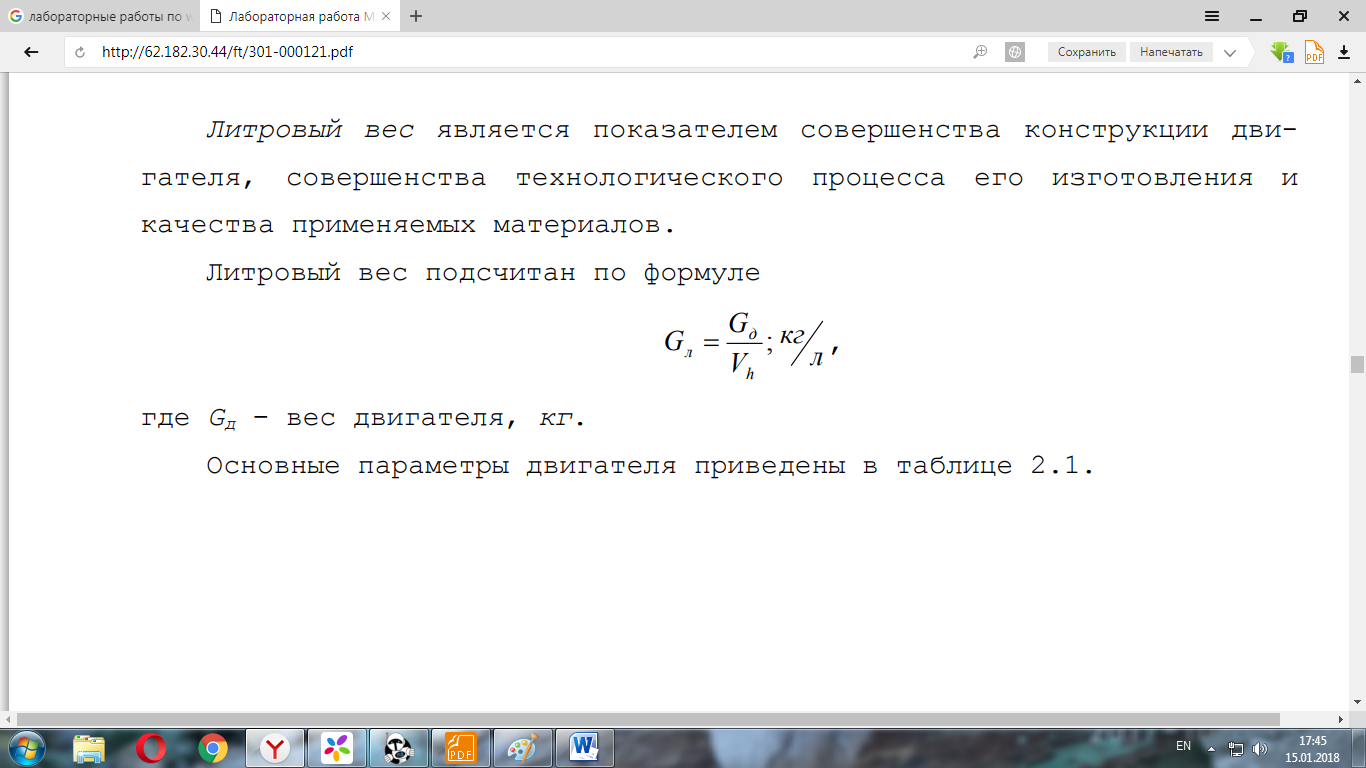 лабораторные работы по w
Лабораторная работа М
http://62.182.30.44/ft/301-000121.pdf
Сохранить
Напечатать
PDF
Литровый вес является показателем совершенства конструкции дви-
гателя, совершенства технологического процесса его изготовления и
качества применяемых материалов.
Литровый вес подсчитан по формуле
Gл = Gд/Vh; кг/л,
где Gд – вес двигателя, кг.
Основные параметры двигателя приведены в таблице 2.1.
PDF
EN
17:45
15.01.2018